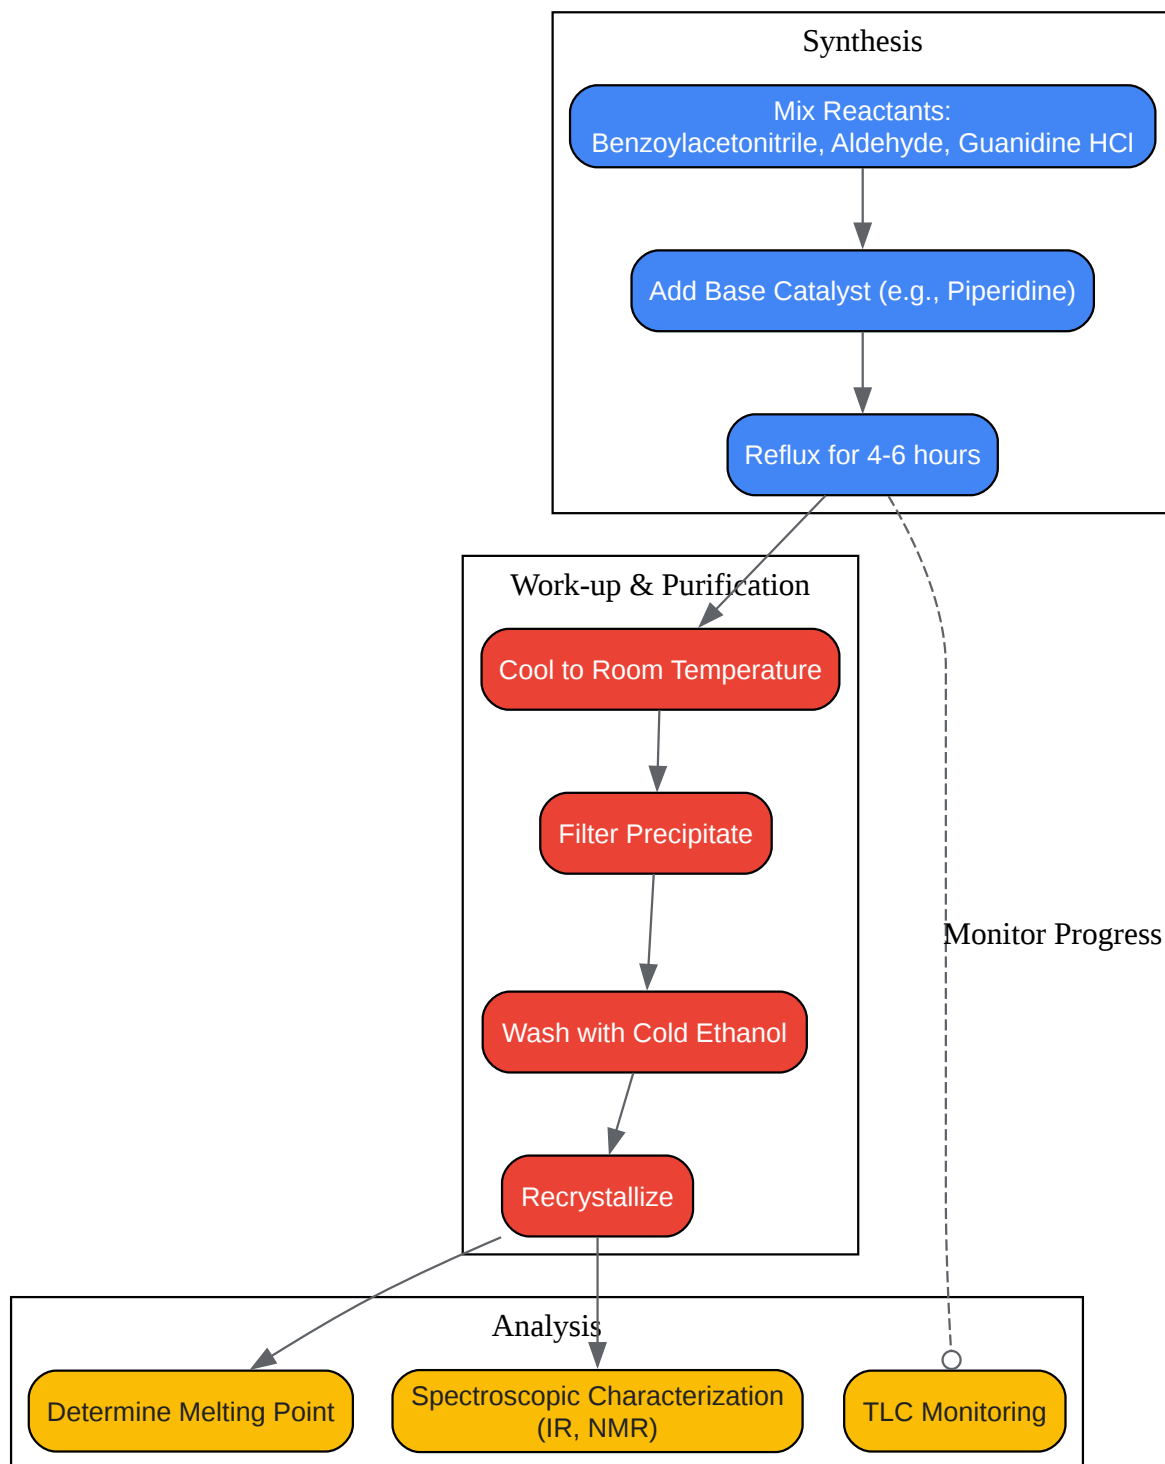 Synthesis
Mix Reactants:
Benzoylacetonitrile, Aldehyde, Guanidine HCl
Add Base Catalyst (e.g., Piperidine)
Reflux for 4-6 hours
Work-up & Purification
Cool to Room Temperature
Filter Precipitate
Monitor Progress
Wash with Cold Ethanol
Recrystallize
Analysis
Determine Melting Point
Spectroscopic Characterization
(IR, NMR)
TLC Monitoring